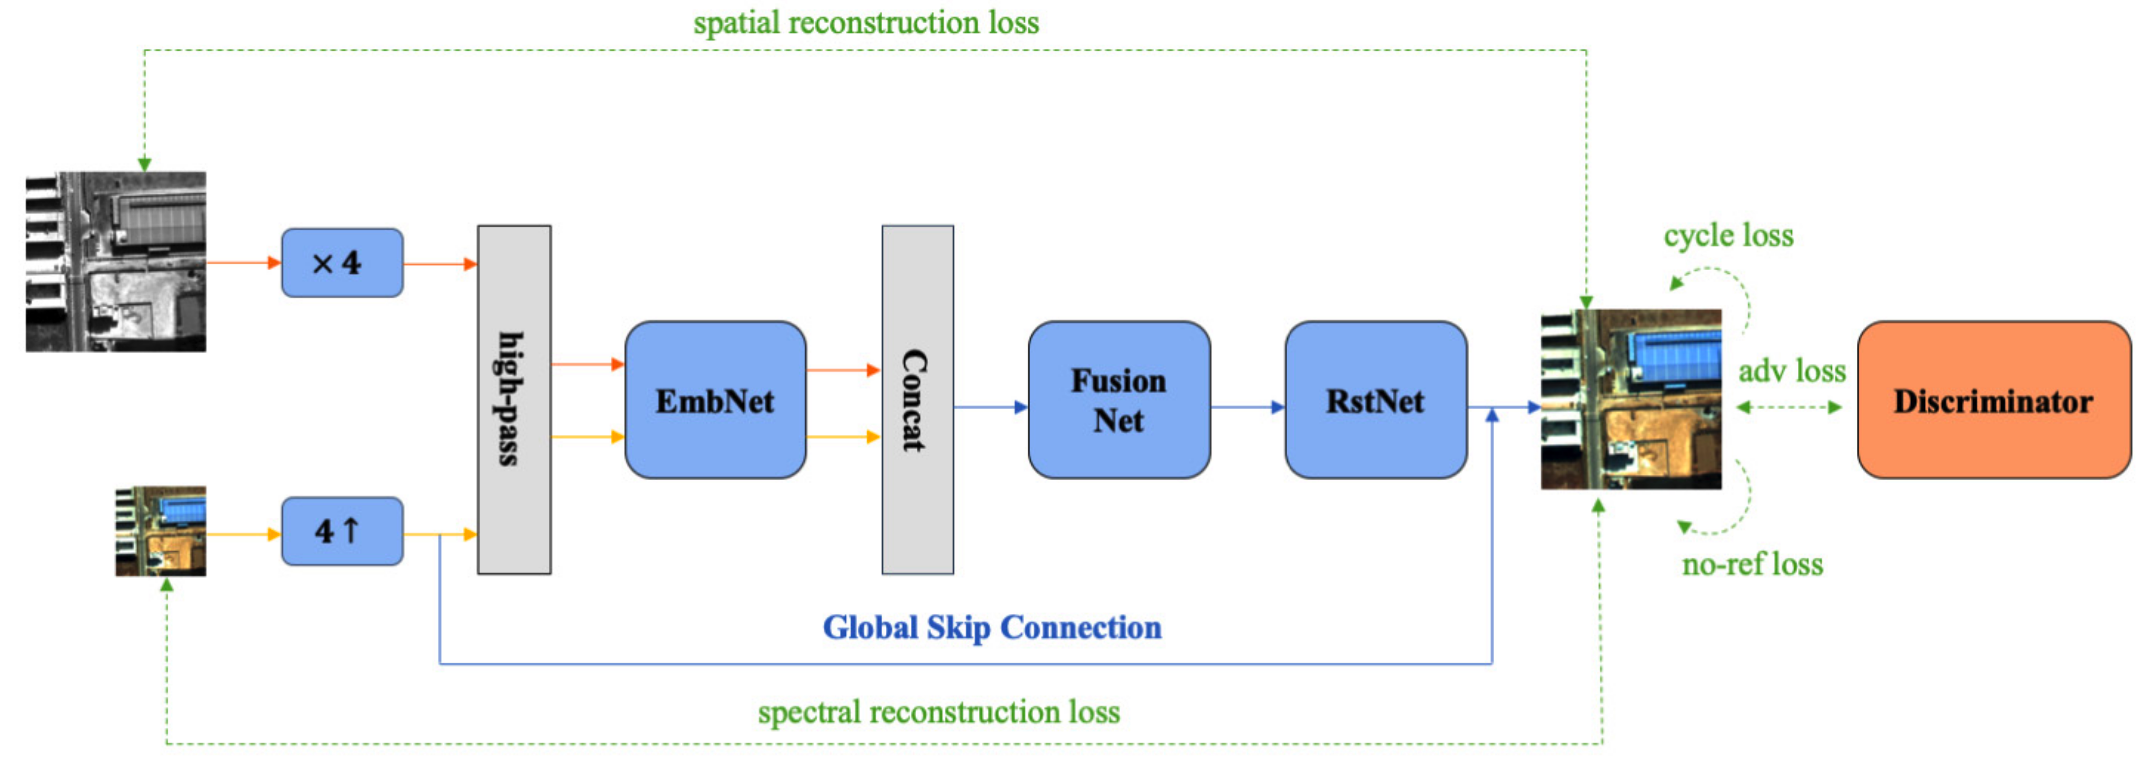 spatial reconstruction loss
× 4
high-pass
EmbNet
Concat
Fusion
Net
RstNet
cycle loss
adv loss
Discriminator
no-ref loss
4 ↑
Global Skip Connection
spectral reconstruction loss